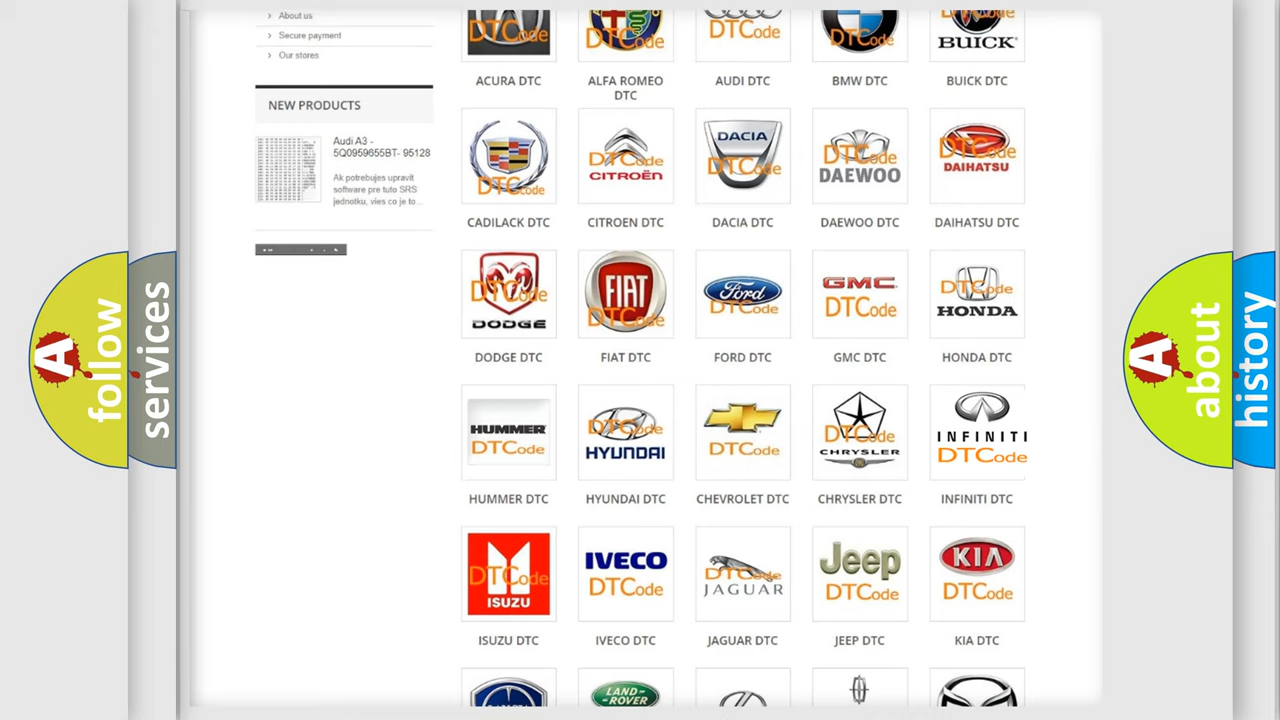 About us
Secure payment
Our stores
NEW PRODUCTS
Audi A3 -
5Q0959655BT- 95128
Ak potrebujes upravit
software pre tuto SRS
jednotku, vies co je to...
DTCode
DTCode
DTCode
DTCode
BUICK
ACURA DTC
ALFA ROMEO
DTC
AUDI DTC
BMW DTC
BUICK DTC
DTCode
DTCode
CITROËN
DACIA
DTCode
DTCode
DAEWOO
DTCode
DAIHATSU
CADILACK DTC
CITROEN DTC
DACIA DTC
DAEWOO DTC
DAIHATSU DTC
DTCode
DODGE
FIAT
DTCode
Ford
DTCode
GMC
DTCode
DTCode
HONDA
DODGE DTC
FIAT DTC
FORD DTC
GMC DTC
HONDA DTC
HUMMER
DTCode
DTCode
HYUNDAI
DTCode
DTCode
CHRYSLER
INFINITI
DTCode
HUMMER DTC
HYUNDAI DTC
CHEVROLET DTC
CHRYSLER DTC
INFINITI DTC
DTCode
ISUZU
IVECO
DTCode
DTCode
JAGUAR
Jeep
DTCode
KIA
DTCode
ISUZU DTC
IVECO DTC
JAGUAR DTC
JEEP DTC
KIA DTC
LAND-
ROVER
A
follow
services
A
about
history